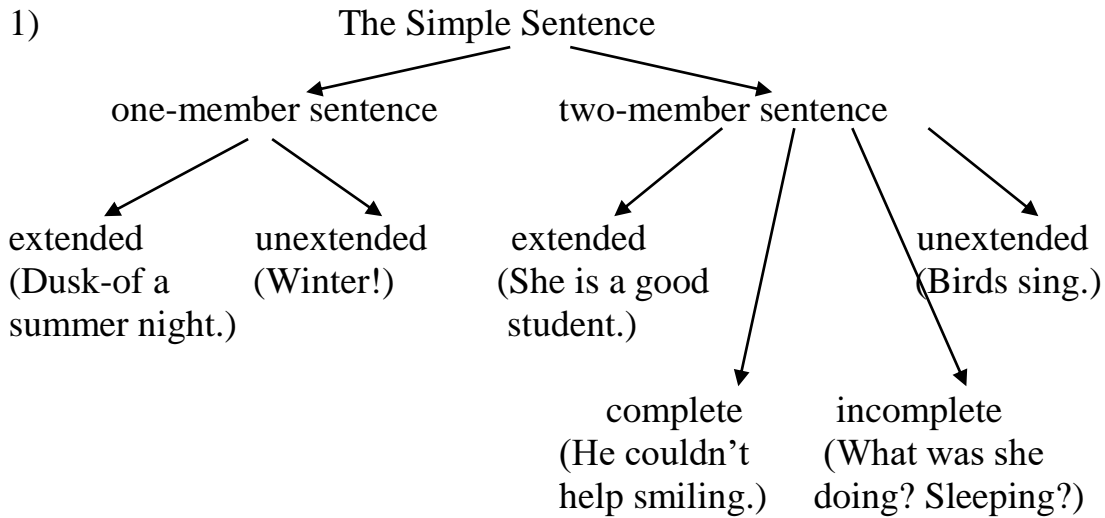 1) The Simple Sentence
one-member sentence two-member sentence
extended unextended extended unextended
(Dusk-of a (Winter!) (She is a good (Birds sing.)
summer night.) student.)
complete incomplete
(He couldn’t (What was she
help smiling.) doing? Sleeping?)